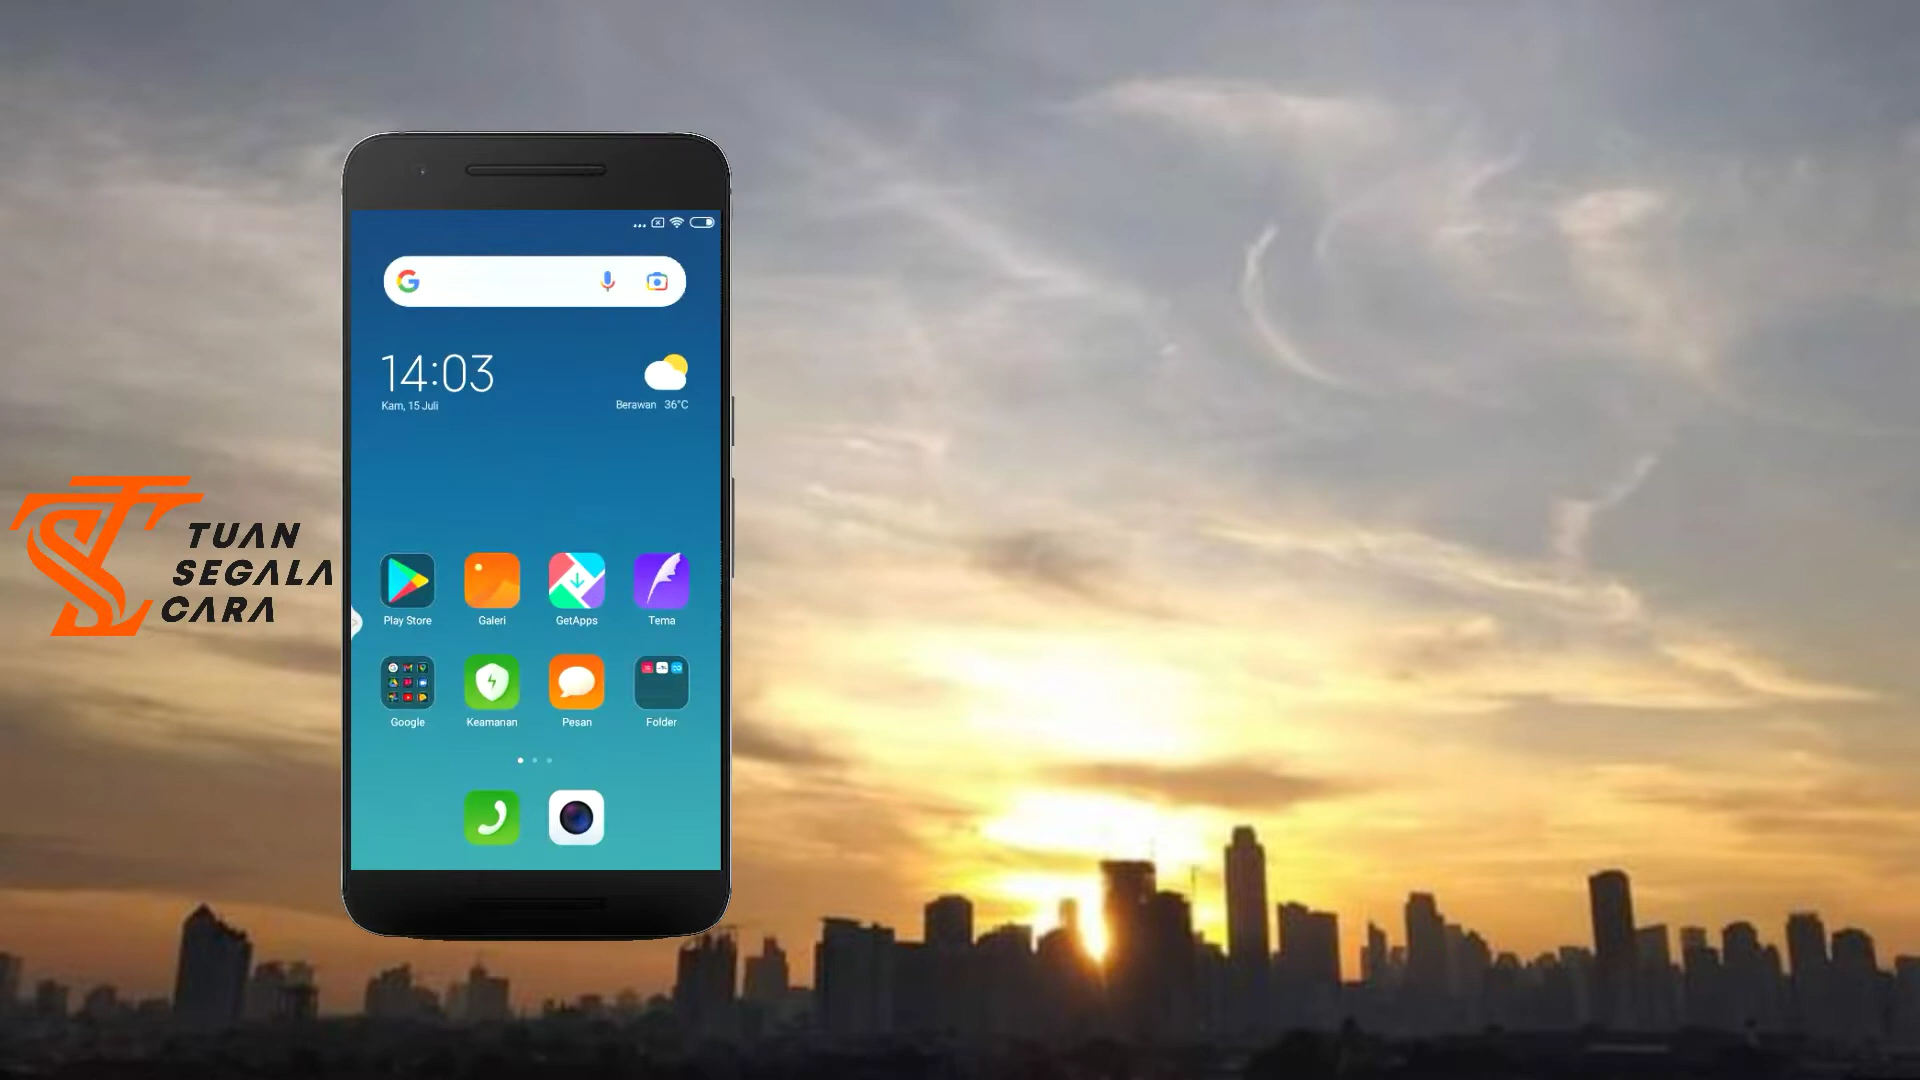 TUAN
SEGALA
CARA
14:03
Kam, 15 Juli
Berawan 36°C
Play Store
Galeri
GetApps
Tema
Google
Keamanan
Pesan
Folder